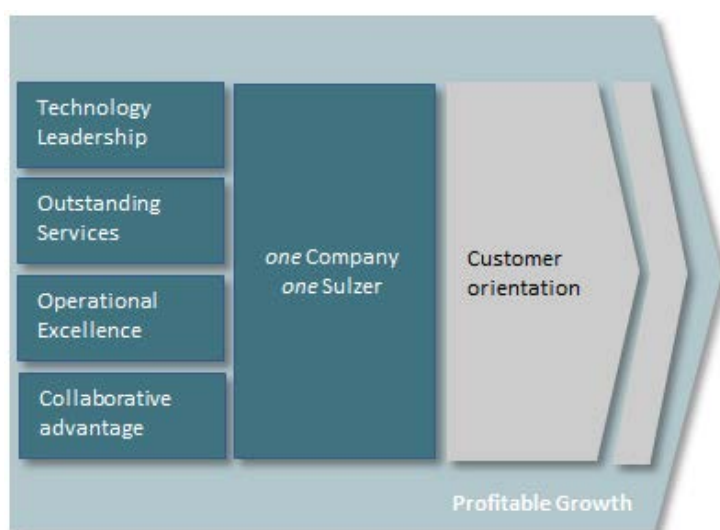 Technology
Leadership
Outstanding
Services
Operational
Excellence
Collaborative
advantage
one Company
one Sulzer
Customer
orientation
Profitable Growth